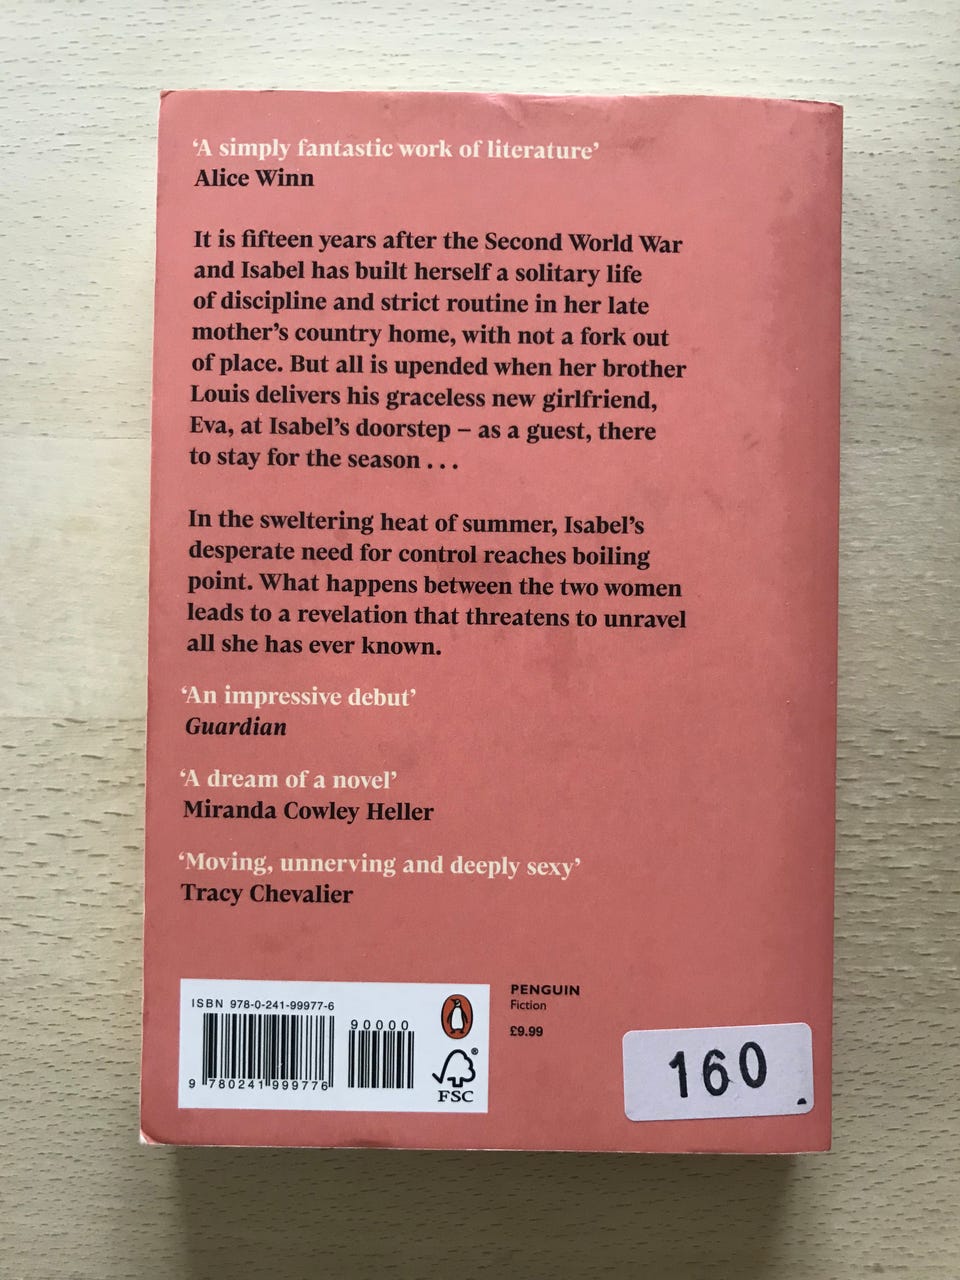 ‘A simply fantastic work of literature’
Alice Winn
It is fifteen years after the Second World War
and Isabel has built herself a solitary life
of discipline and strict routine in her late
mother’s country home, with not a fork out
of place. But all is upended when her brother
Louis delivers his graceless new girlfriend,
Eva, at Isabel’s doorstep – as a guest, there
to stay for the season . . .
In the sweltering heat of summer, Isabel’s
desperate need for control reaches boiling
point. What happens between the two women
leads to a revelation that threatens to unravel
all she has ever known.
‘An impressive debut’
Guardian
‘A dream of a novel’
Miranda Cowley Heller
‘Moving, unnerving and deeply sexy’
Tracy Chevalier
ISBN 978-0-241-99977-6
90000
9 780241 999776
FSC
®
PENGUIN
Fiction
£9.99
160